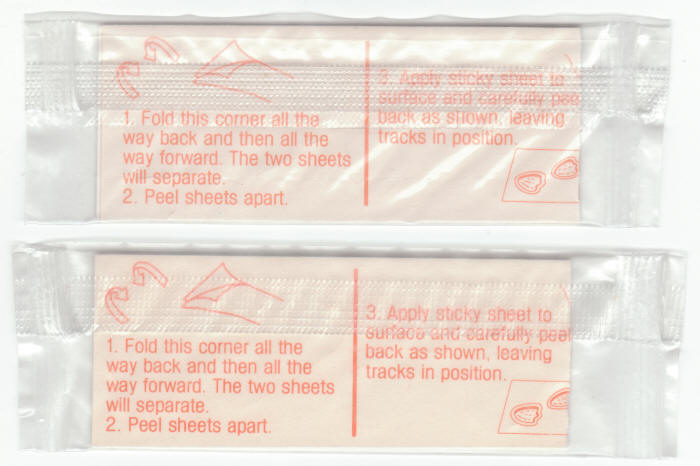 1. Fold this corner all the
way back and then all the
way forward. The two sheets
will separate.
2. Peel sheets apart.
3. Apply sticky sheet to
surface and carefully pee
back as shown, leaving
tracks in position.
1. Fold this corner all the
way back and then all the
way forward. The two sheets
will separate.
2. Peel sheets apart.
3. Apply sticky sheet to
surface and carefully peel
back as shown, leaving
tracks in position.